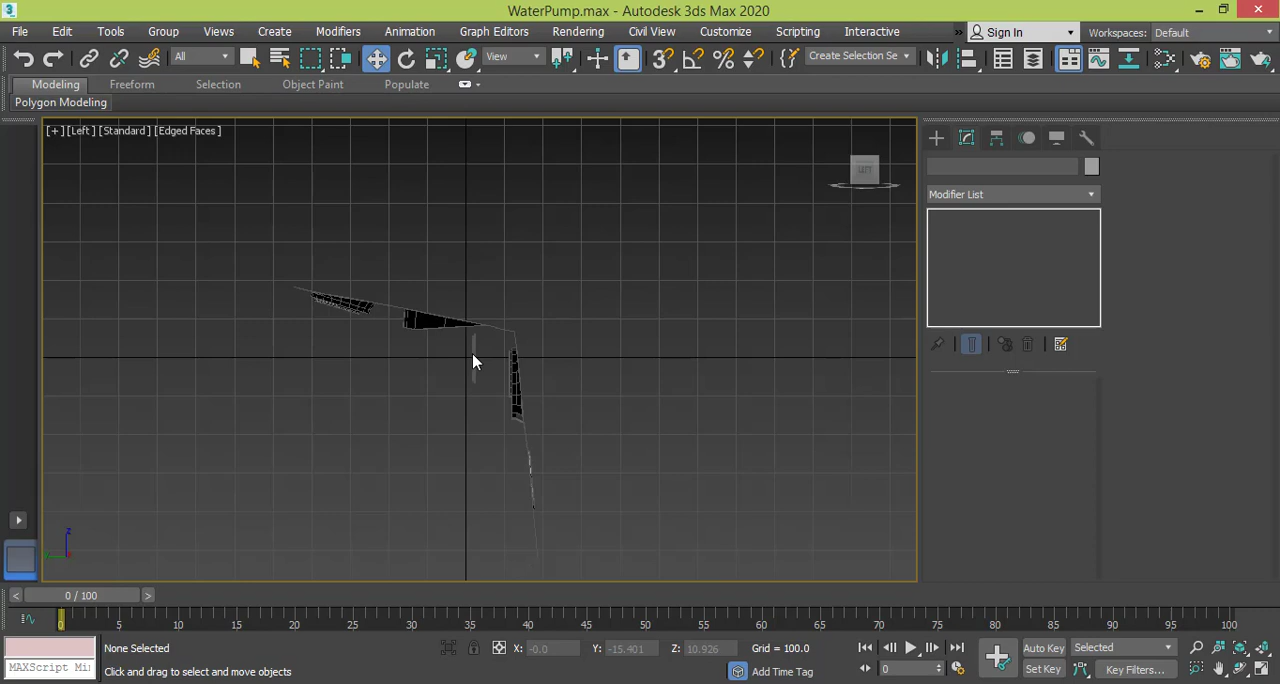 WaterPump.max - Autodesk 3ds Max 2020
File Edit Tools Group Views Create Modifiers Animation Graph Editors Rendering Civil View Customize Scripting Interactive Sign In Workspaces: Default
All View Create Selection Se
Modeling Freeform Selection Object Paint Populate
Polygon Modeling
[+] [Left] [Standard] [Edged Faces]
Modifier List
z
0 / 100
0 5 10 15 20 25 30 35 40 45 50 55 60 65 70 75 80 85 90 95 100
None Selected X: -0.0 Y: -15.401 Z: 10.926 Grid = 100.0 Auto Key Selected
MAXScript Mi Click and drag to select and move objects Add Time Tag Set Key Key Filters... 0